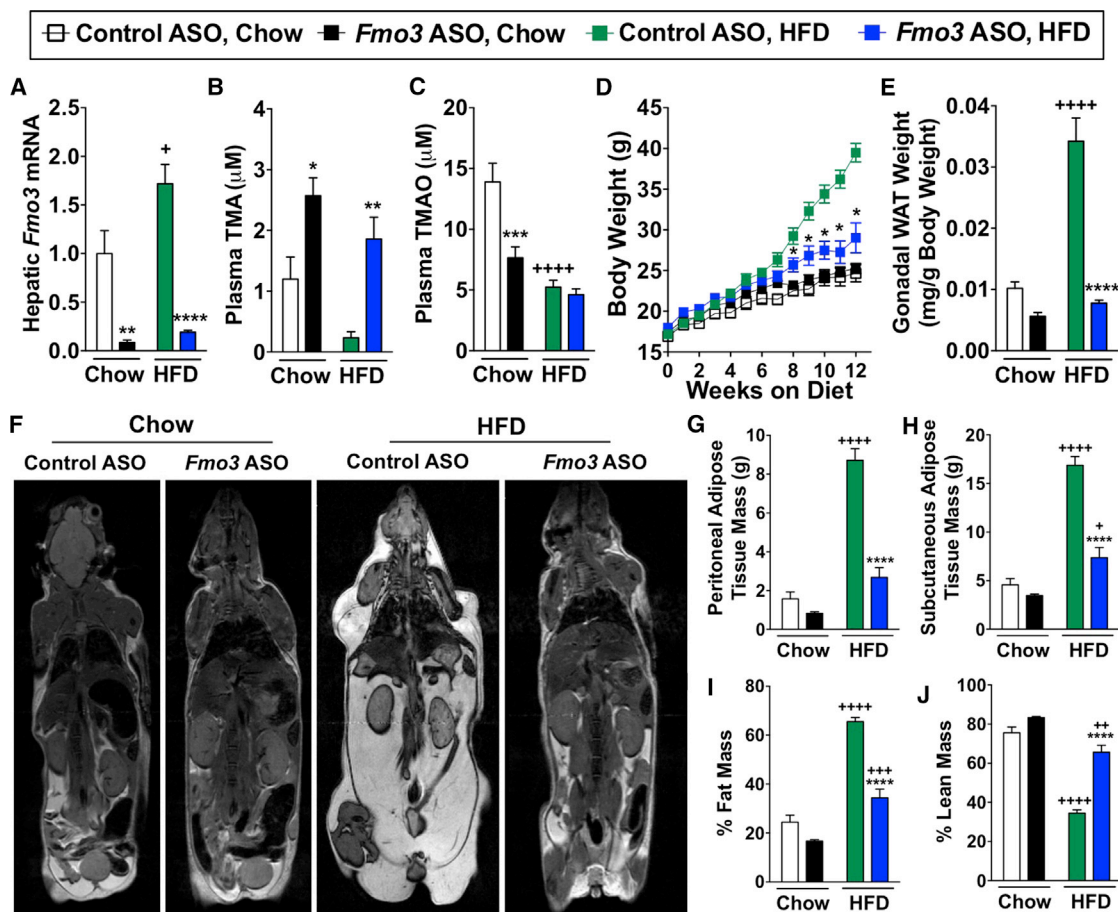 Control ASO, Chow Fmo3 ASO, Chow Control ASO, HFD Fmo3 ASO, HFD
A
Hepatic Fmo3 mRNA
2.5
2.0
1.5
1.0
0.5
0.0
**
+
****
Chow HFD
B
Plasma TMA (µM)
4
3
2
1
0
*
**
Chow HFD
C
Plasma TMAO (µM)
20
15
10
5
0
***
++++
Chow HFD
D
Body Weight (g)
45
40
35
30
25
20
15
* * * * *
0 2 4 6 8 10 12
Weeks on Diet
E
Gonadal WAT Weight
(mg/g Body Weight)
0.04
0.03
0.01
0.01
0.00
++++
****
Chow HFD
F
Chow HFD
Control ASO Fmo3 ASO Control ASO Fmo3 ASO
G
Peritoneal Adipose
Tissue Mass (g)
10
8
6
4
2
0
++++
****
Chow HFD
H
Subcutaneous Adipose
Tissue Mass (g)
20
15
10
5
0
++++
+
****
Chow HFD
I
% Fat Mass
80
60
40
20
0
++++
+++
****
Chow HFD
J
% Lean Mass
100
80
60
40
20
0
++++
++
****
Chow HFD